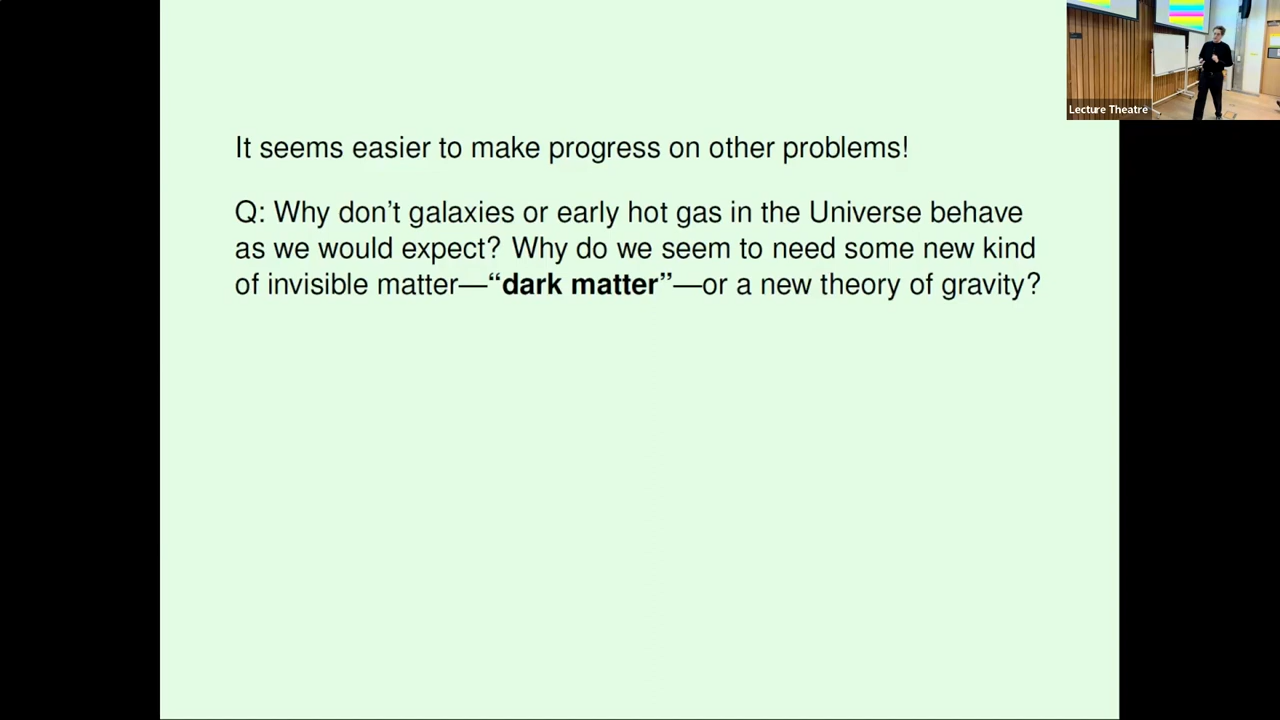 Lecture Theatre
It seems easier to make progress on other problems!
Q: Why don’t galaxies or early hot gas in the Universe behave
as we would expect? Why do we seem to need some new kind
of invisible matter—“dark matter”—or a new theory of gravity?